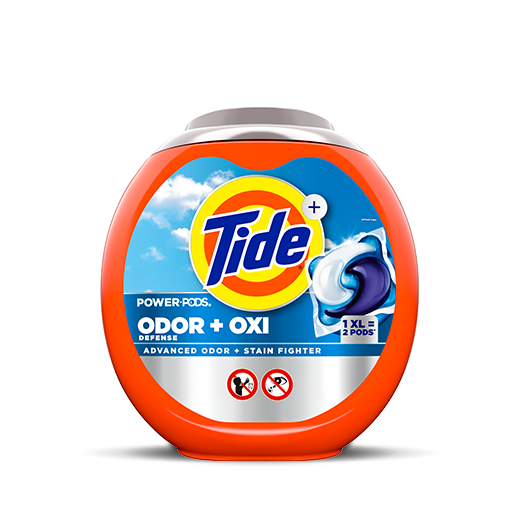 Tide
+
POWER•PODS®
ODOR + OXI
DEFENSE
1 XL =
2 PODS*
ADVANCED ODOR + STAIN FIGHTER